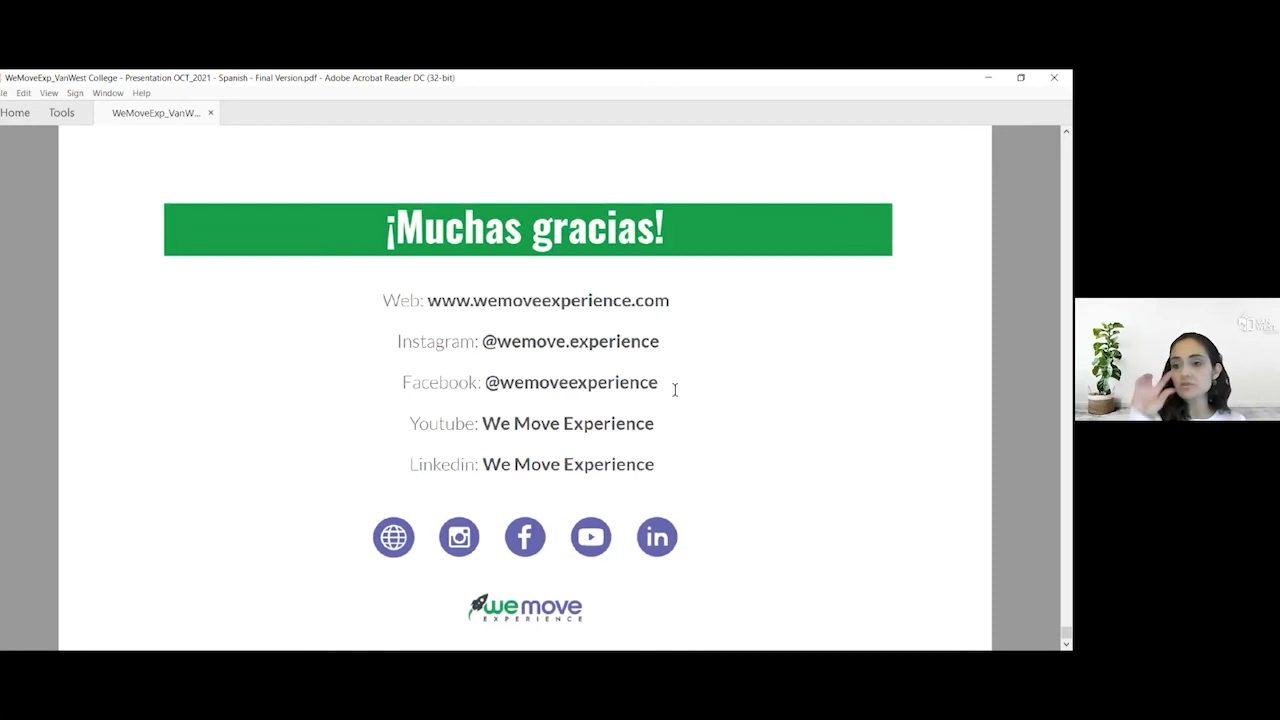 WeMoveExp_VanWest College - Presentation OCT_2021 - Spanish - Final Version.pdf - Adobe Acrobat Reader DC (32-bit)
Edit View Sign Window Help
Home Tools WeMoveExp_VanW... ×
¡Muchas gracias!
Web: www.wemoveexperience.com
Instagram: @wemove.experience
Facebook: @wemoveexperience
Youtube: We Move Experience
Linkedin: We Move Experience
in
we move
EXPERIENCE